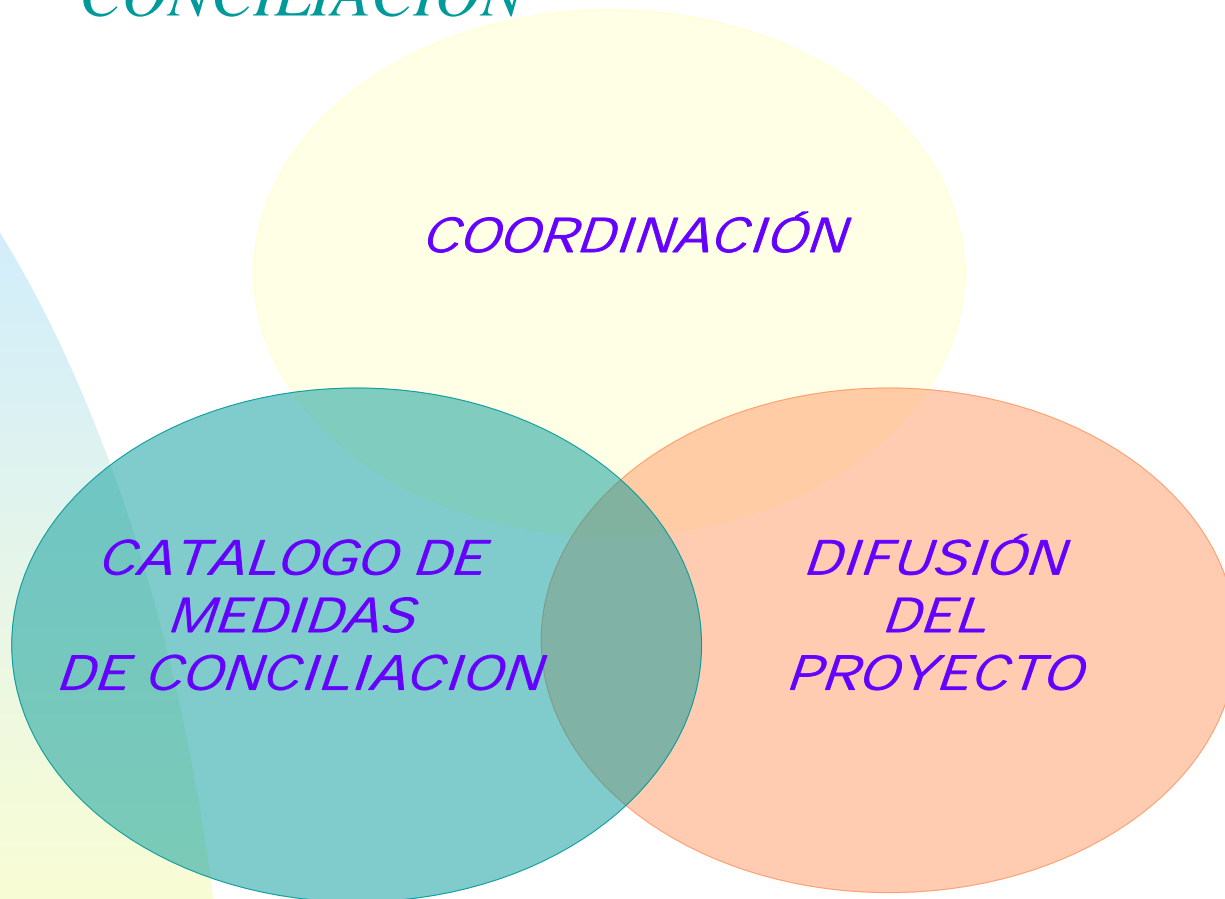 CONCILIACIÓN
COORDINACIÓN
CATALOGO DE
MEDIDAS
DE CONCILIACION
DIFUSIÓN
DEL
PROYECTO